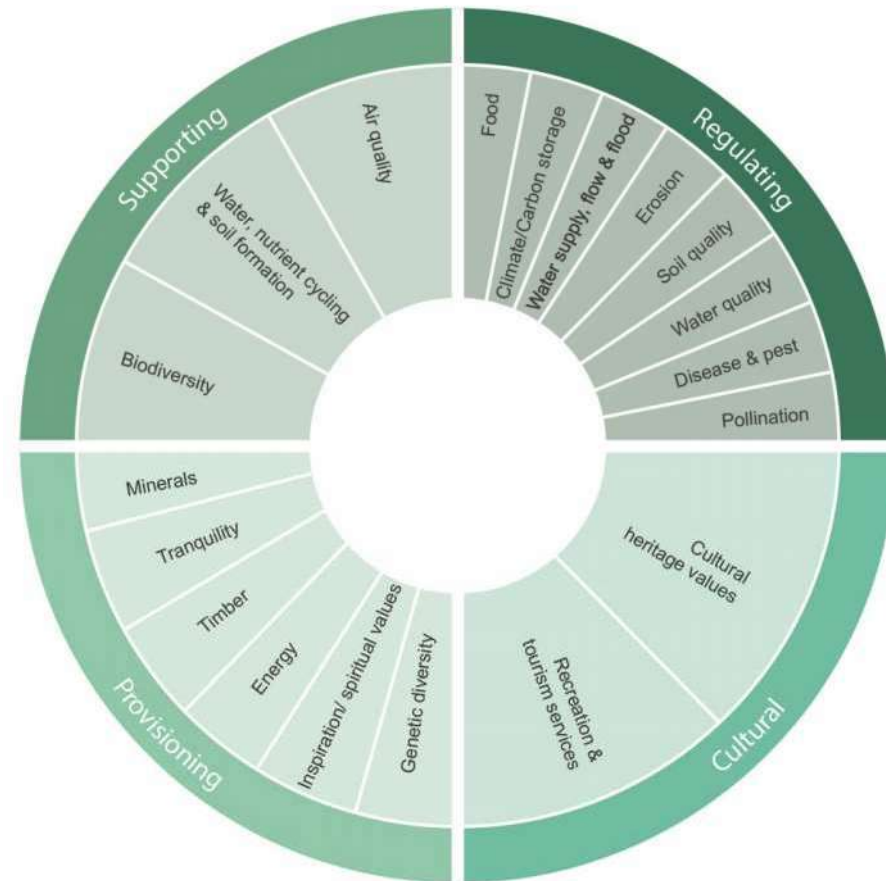 Supporting
Air quality
Water, nutrient cycling
& soil formation
Biodiversity
Regulating
Food
Climate/Carbon storage
Water supply, flow & flood
Erosion
Soil quality
Water quality
Disease & pest
Pollination
Cultural
Cultural
heritage values
Recreation &
tourism services
Provisioning
Minerals
Tranquility
Timber
Energy
Inspiration/ spiritual values
Genetic diversity